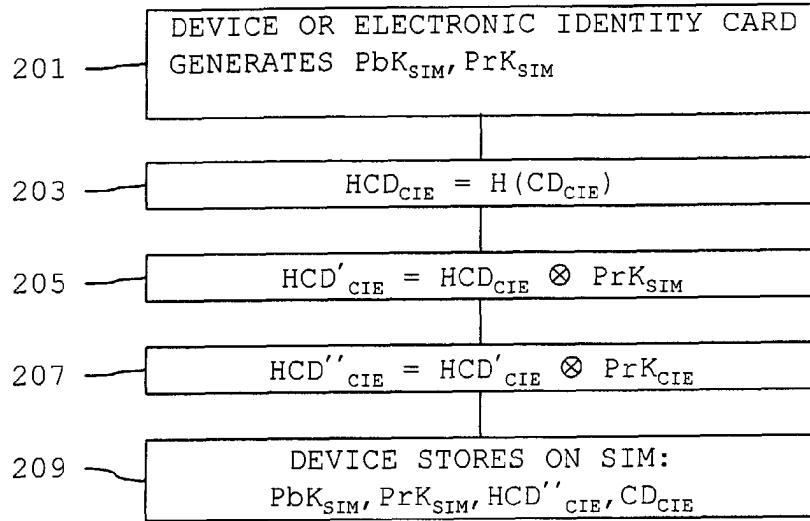 DEVICE OR ELECTRONIC IDENTITY CARD
201 GENERATES PbK_SIM, PrK_SIM
203 HCD_CIE = H(CD_CIE)
205 HCD'_CIE = HCD_CIE ⊗ PrK_SIM
207 HCD''_CIE = HCD'_CIE ⊗ PrK_CIE
209 DEVICE STORES ON SIM:
PbK_SIM, PrK_SIM, HCD''_CIE, CD_CIE